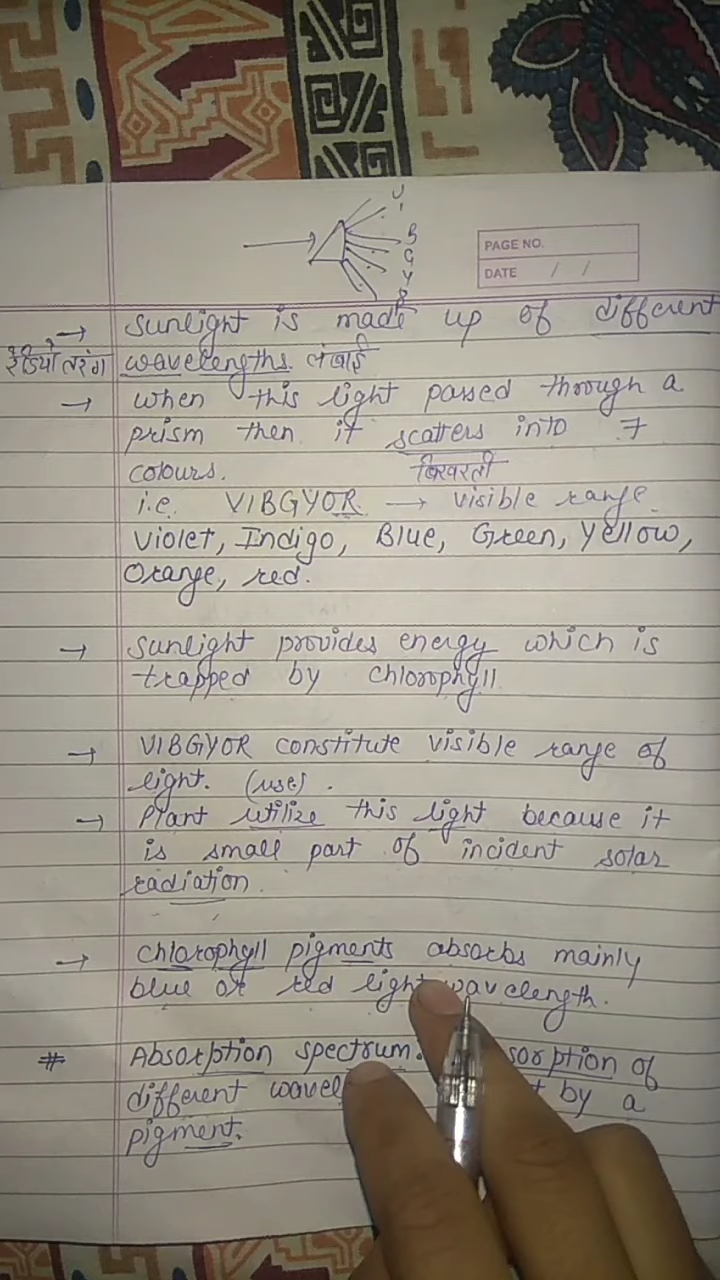 V
I
B
G
Y
R
PAGE NO.
DATE / /
→ Sunlight is made up of different
रेडियो तरंग wavelengths. लंबाई
→ when this light passed through a
prism then it scatters into 7
colours. बिखरती
i.e. VIBGYOR → visible range
Violet, Indigo, Blue, Green, Yellow,
Orange, red.
→ Sunlight provides energy which is
trapped by chlorophyll
→ VIBGYOR constitute visible range of
light. (use).
→ Plant utilize this light because it
is small part of incident solar
radiation.
→ chlorophyll pigments absorbs mainly
blue or red light wavelength.
# Absorption spectrum. sorption of
different wavel t by a
pigment.